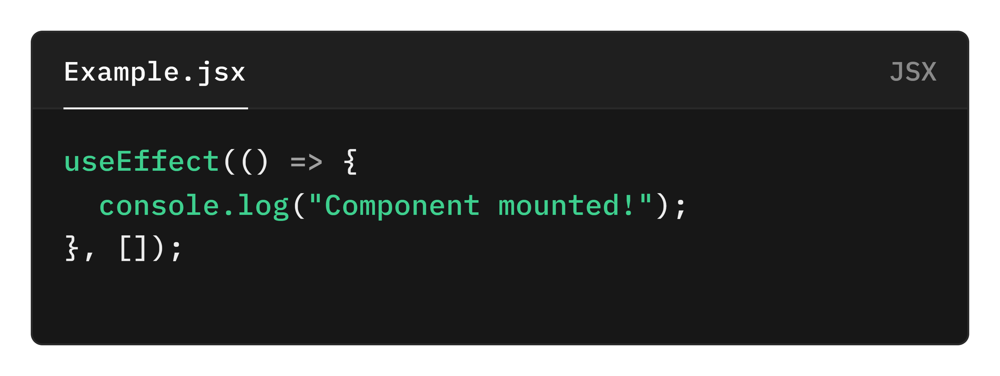 Example.jsx
JSX
useEffect(() => {
  console.log("Component mounted!");
}, []);